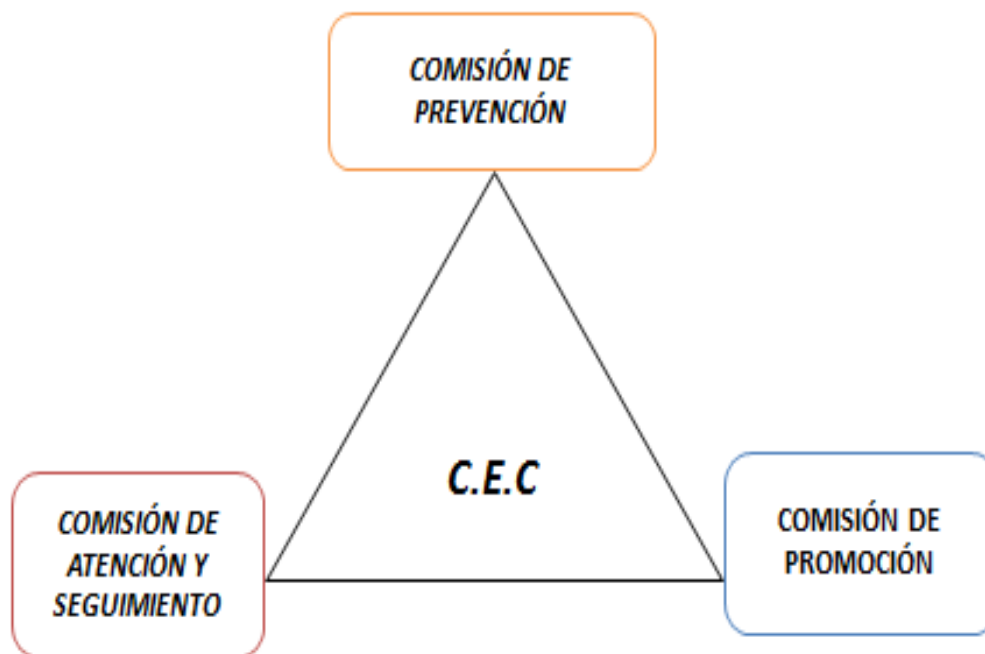 COMISIÓN DE
PREVENCIÓN
C.E.C
COMISIÓN DE
ATENCIÓN Y
SEGUIMIENTO
COMISIÓN DE
PROMOCIÓN